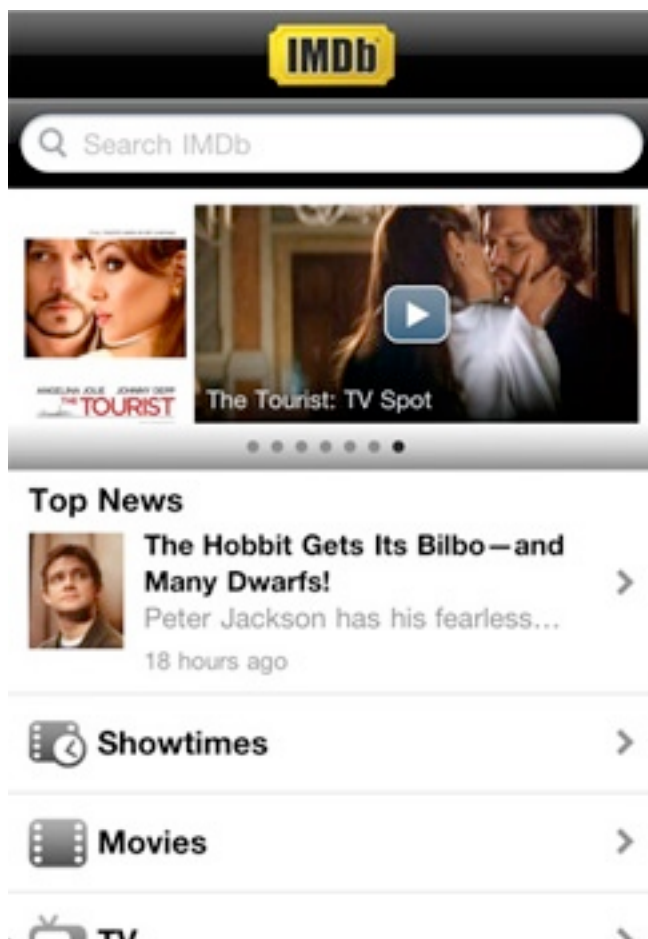 IMDb
Search IMDb
ANGELINA JOLIE JOHNNY DEPP
THE TOURIST
The Tourist: TV Spot
Top News
The Hobbit Gets Its Bilbo—and
Many Dwarfs!
Peter Jackson has his fearless...
18 hours ago
Showtimes
Movies
TV